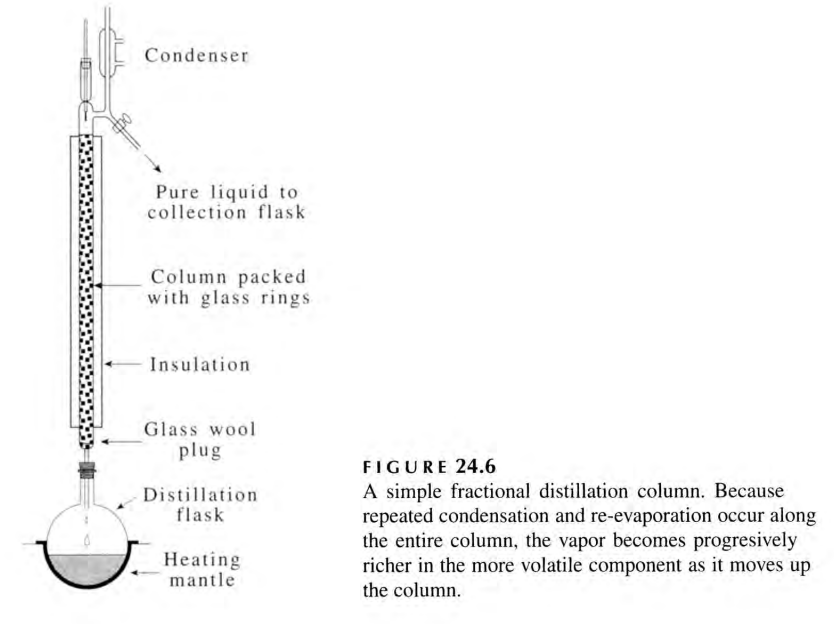 Condenser
Pure liquid to
collection flask
Column packed
with glass rings
Insulation
Glass wool
plug
Distillation
flask
Heating
mantle
FIGURE 24.6
A simple fractional distillation column. Because
repeated condensation and re-evaporation occur along
the entire column, the vapor becomes progresively
richer in the more volatile component as it moves up
the column.